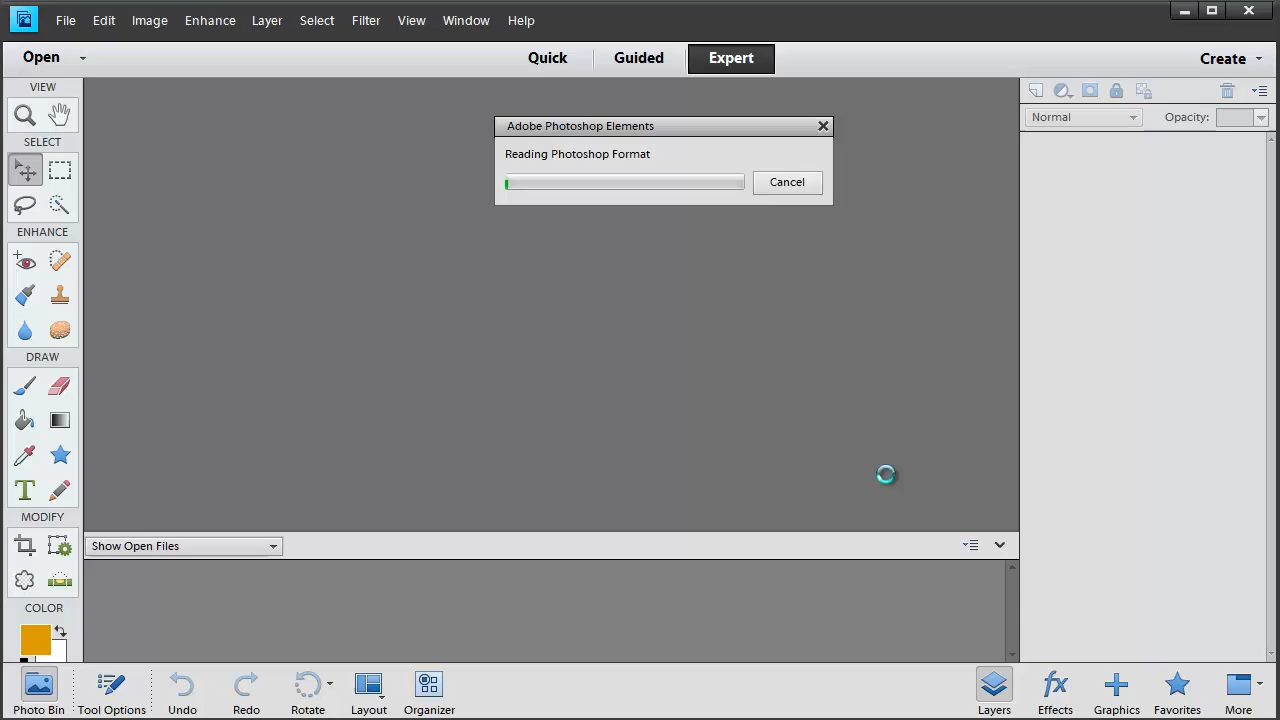 File Edit Image Enhance Layer Select Filter View Window Help
Open Quick Guided Expert Create
VIEW
Normal Opacity:
Adobe Photoshop Elements
Reading Photoshop Format
Cancel
SELECT
ENHANCE
DRAW
T
MODIFY
Show Open Files
COLOR
fx
Photo Bin Tool Options Undo Redo Rotate Layout Organizer Layers Effects Graphics Favorites More